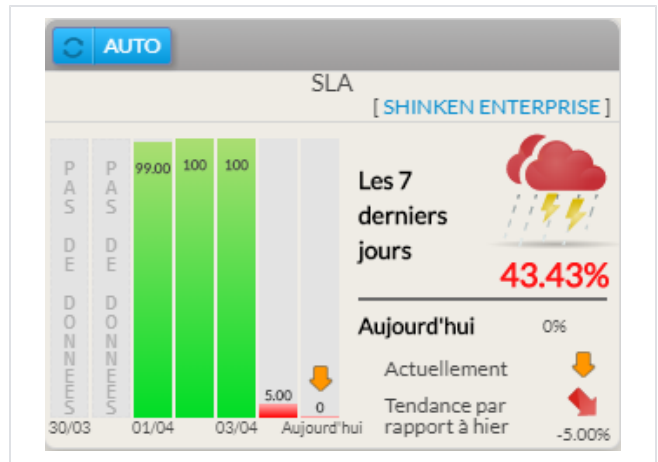 AUTO
SLA
[ SHINKEN ENTERPRISE ]
PAS DE DONNEES
PAS DE DONNEES
99.00
100
100
5.00
0
30/03
01/04
03/04
Aujourd'hui
Les 7
derniers
jours
43.43%
Aujourd'hui
0%
Actuellement
Tendance par
rapport à hier
-5.00%